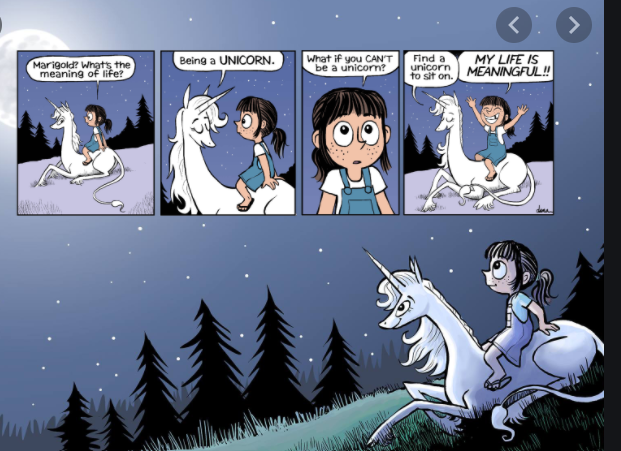 Marigold? What's the
meaning of life?
Being a UNICORN.
What if you CAN'T
be a unicorn?
Find a
unicorn
to sit on.
MY LIFE IS
MEANINGFUL!!